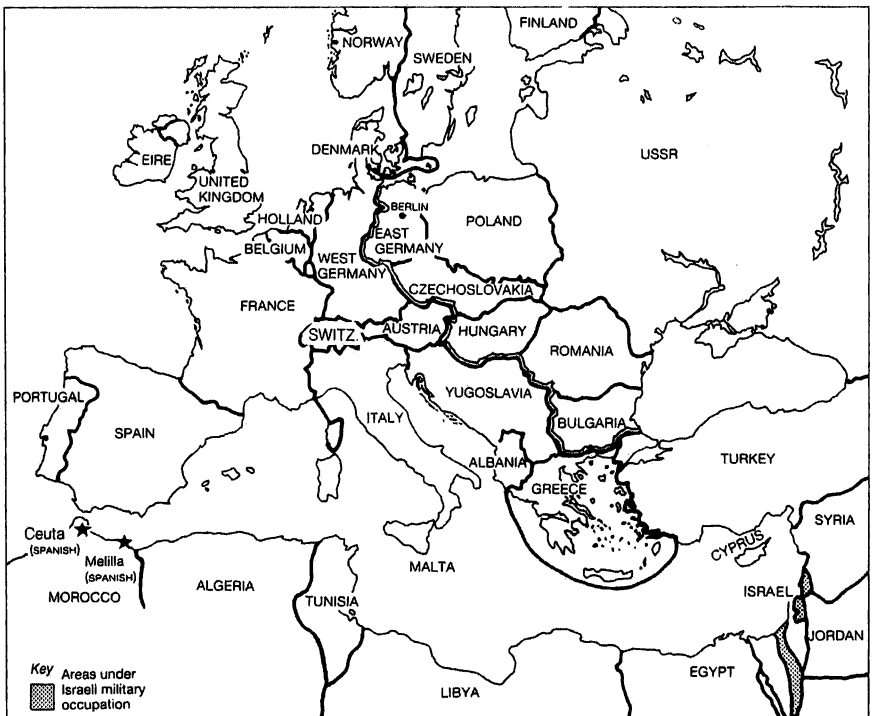 FINLAND
NORWAY
SWEDEN
EIRE
DENMARK
USSR
UNITED
KINGDOM
HOLLAND
BERLIN
POLAND
BELGIUM
EAST
GERMANY
WEST
GERMANY
CZECHOSLOVAKIA
FRANCE
SWITZ.
AUSTRIA
HUNGARY
ROMANIA
PORTUGAL
SPAIN
ITALY
YUGOSLAVIA
BULGARIA
ALBANIA
GREECE
TURKEY
Ceuta
(SPANISH)
Melilla
(SPANISH)
MOROCCO
ALGERIA
TUNISIA
MALTA
CYPRUS
SYRIA
ISRAEL
JORDAN
LIBYA
EGYPT
Key Areas under
Israeli military
occupation